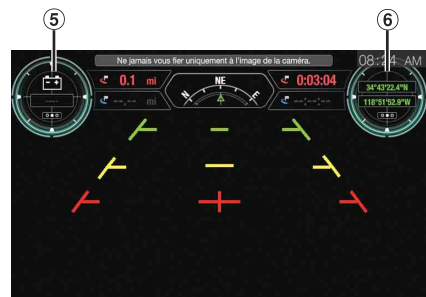 5
6
Ne jamais vous fier uniquement à l'image de la caméra.
08:24 AM
0.1 mi
NE
0:03:04
--.-- mi
N
E
--:--:--
34°43'22.4"N
118°51'52.9"W
----